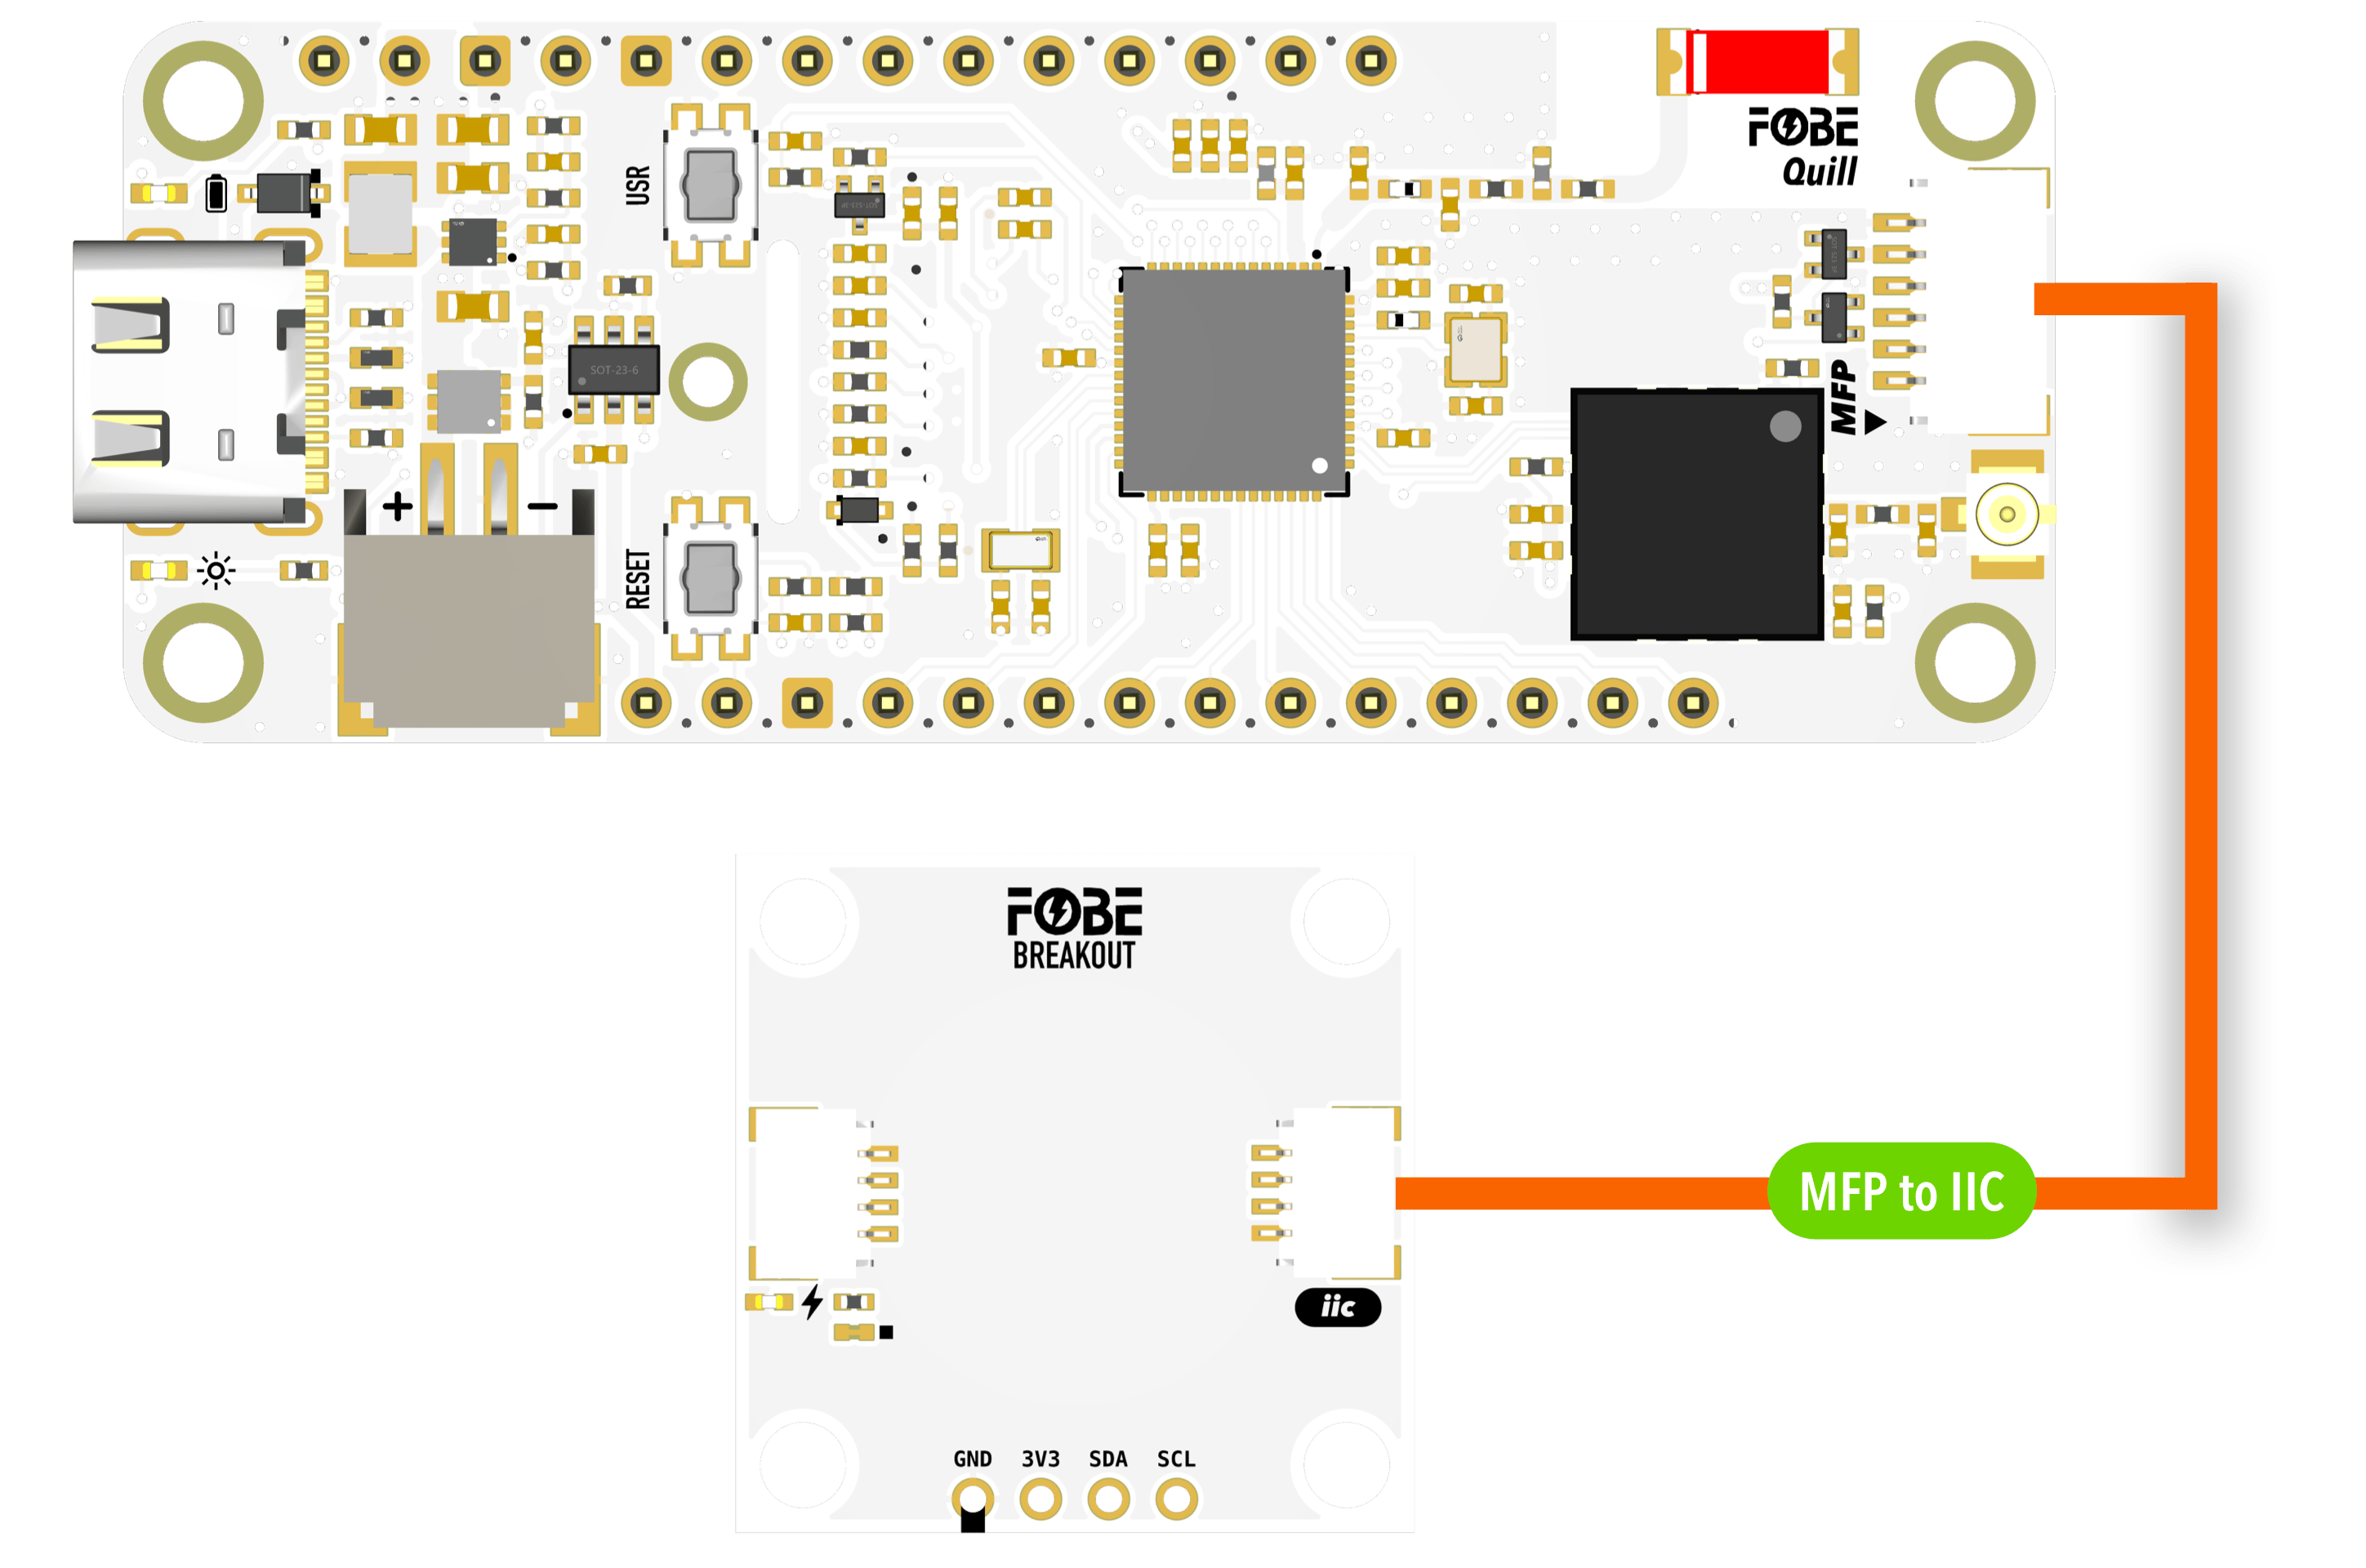 FOBE
Quill
USR
SOT-23-6
MFP
+
−
RESET
FOBE
BREAKOUT
MFP to IIC
iic
GND 3V3 SDA SCL